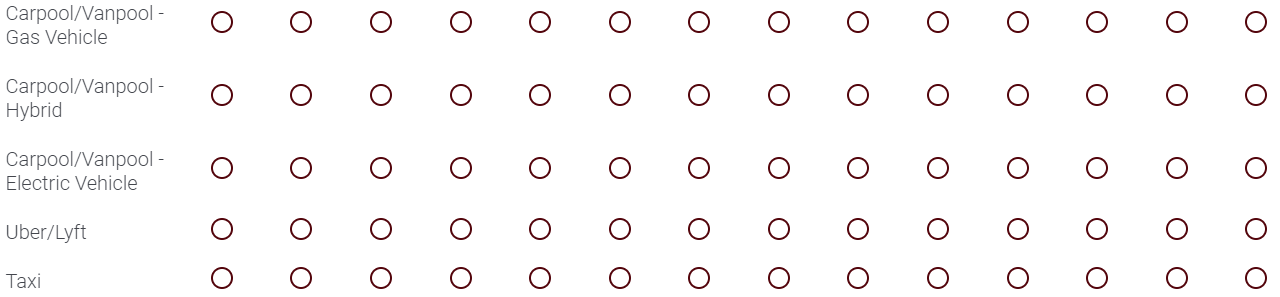 Carpool/Vanpool -
Gas Vehicle
Carpool/Vanpool -
Hybrid
Carpool/Vanpool -
Electric Vehicle
Uber/Lyft
Taxi